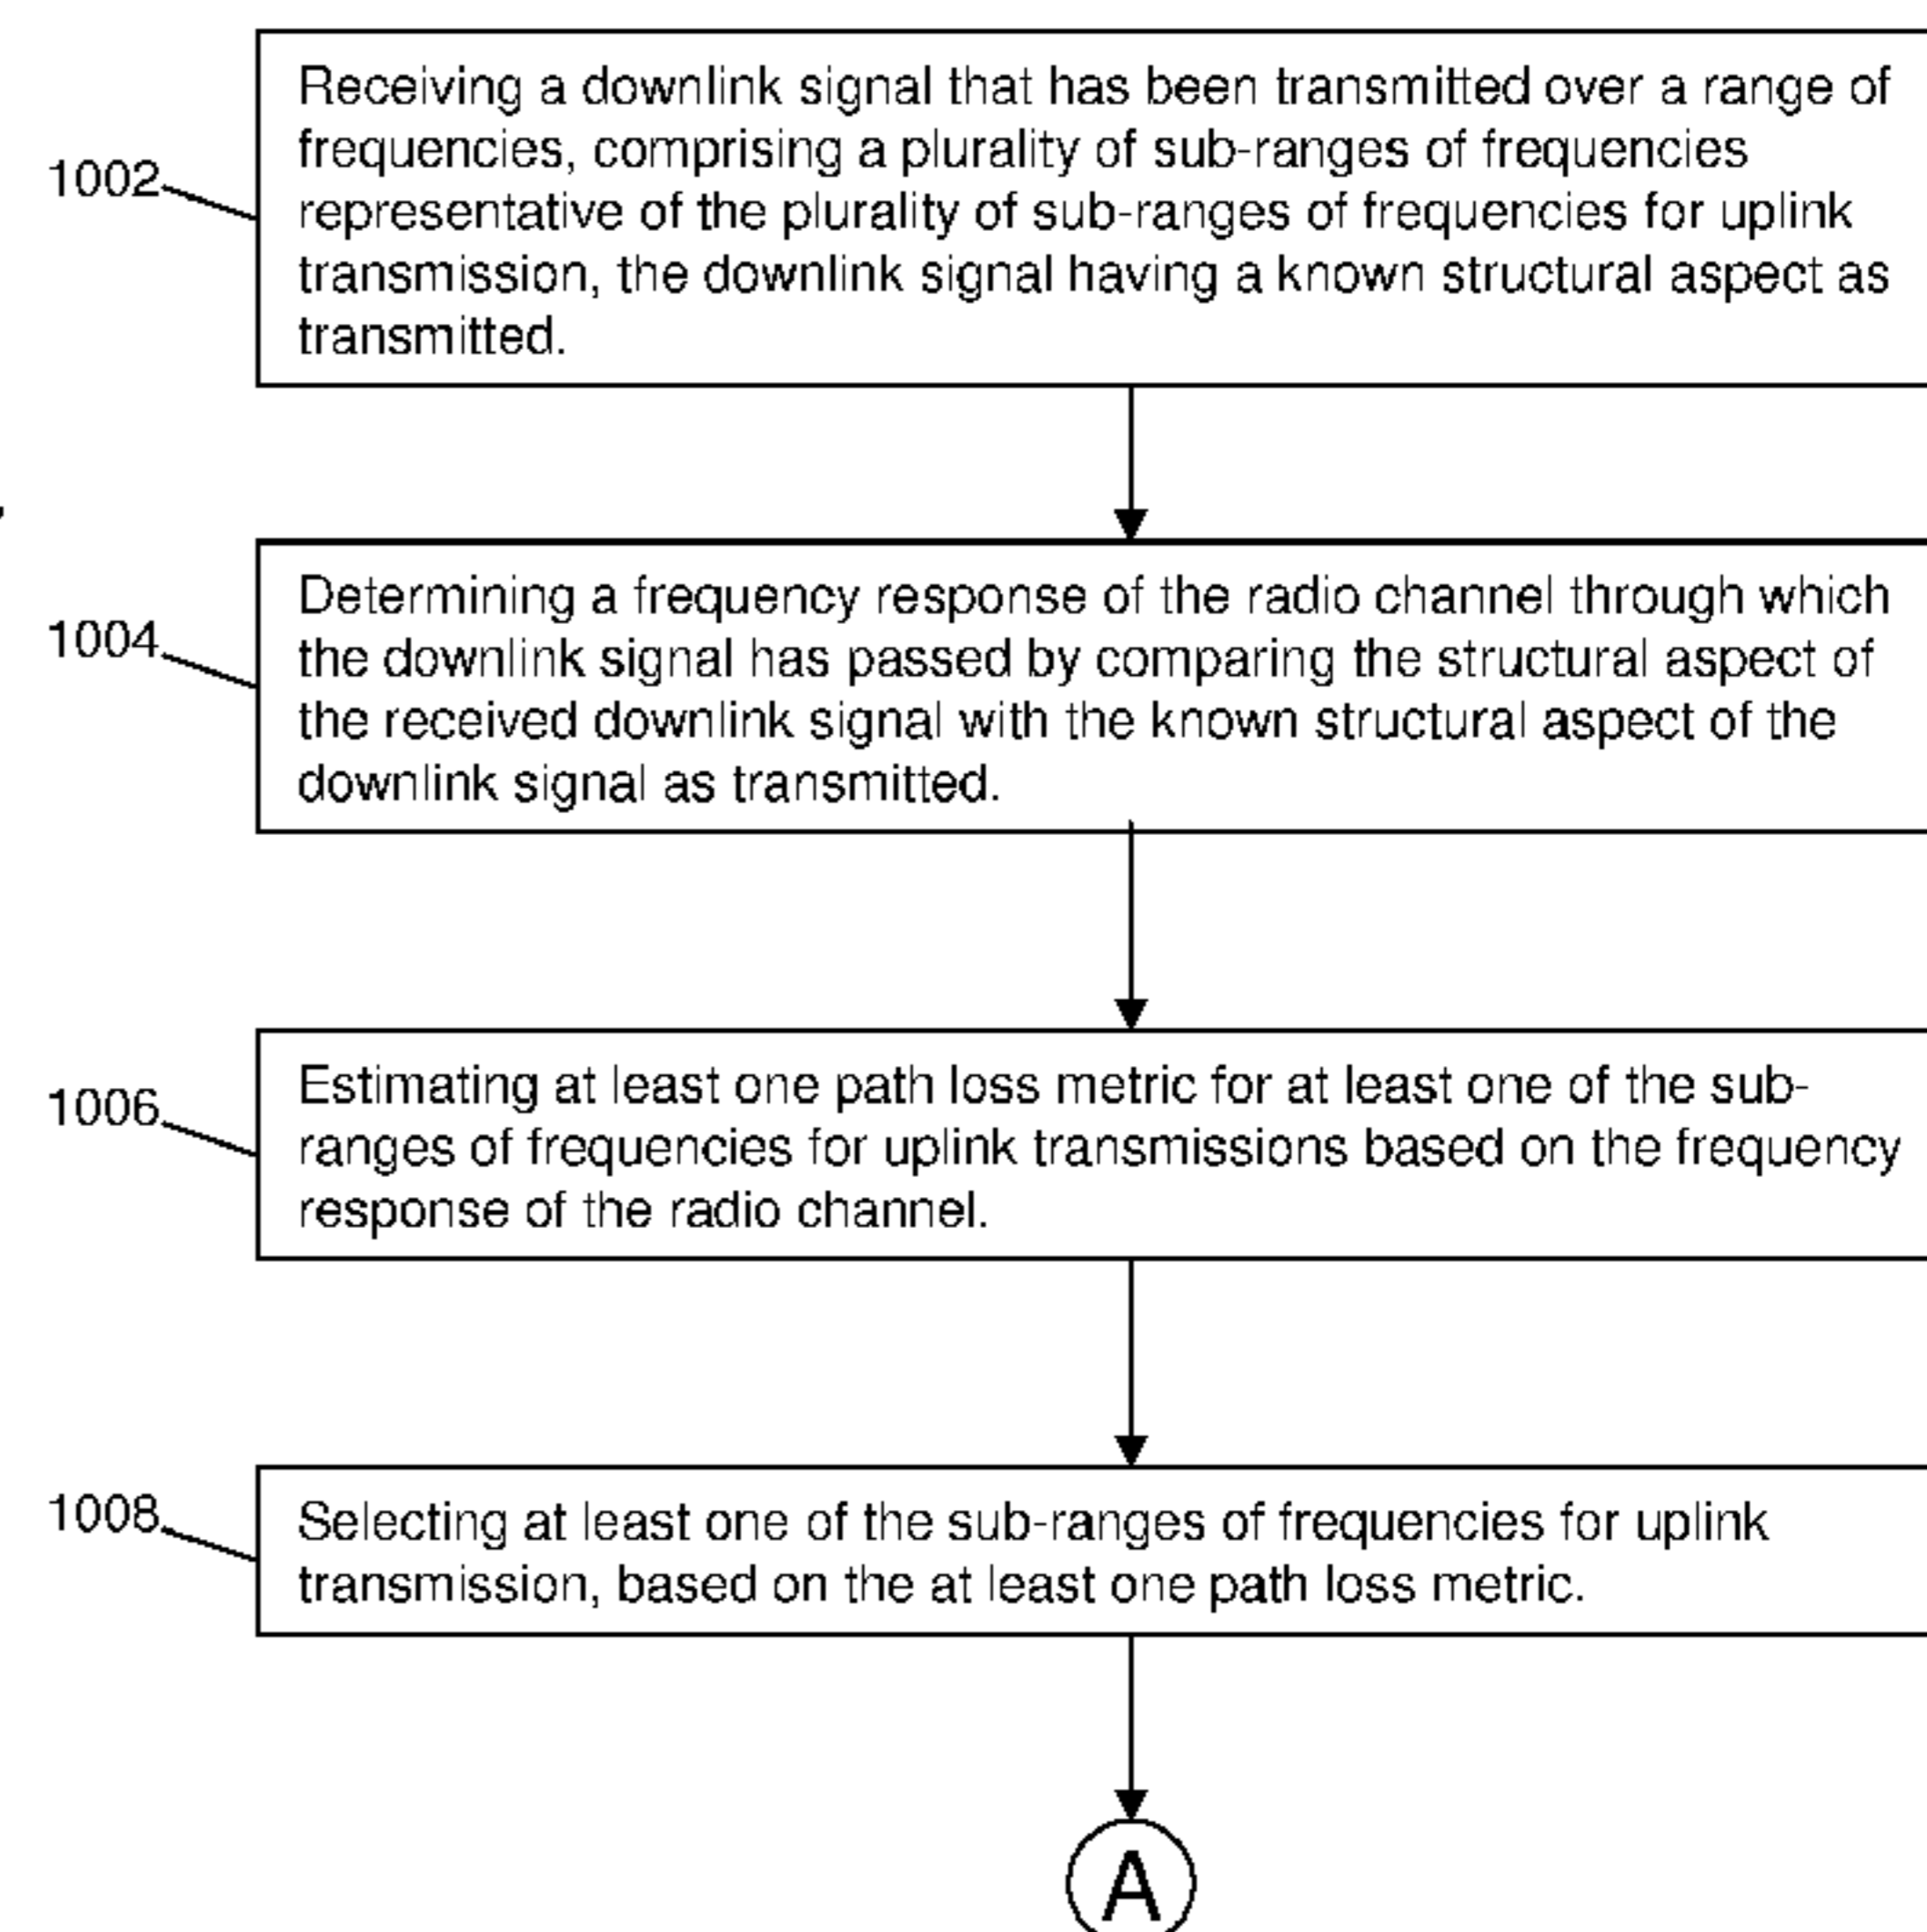 Receiving a downlink signal that has been transmitted over a range of
frequencies, comprising a plurality of sub-ranges of frequencies
1002
representative of the plurality of sub-ranges of frequencies for uplink
transmission, the downlink signal having a known structural aspect as
transmitted.
Determining a frequency response of the radio channel through which
1004
the downlink signal has passed by comparing the structural aspect of
the received downlink signal with the known structural aspect of the
downlink signal as transmitted.
Estimating at least one path loss metric for at least one of the sub-
1006
ranges of frequencies for uplink transmissions based on the frequency
response of the radio channel.
1008
Selecting at least one of the sub-ranges of frequencies for uplink
transmission, based on the at least one path loss metric.
A